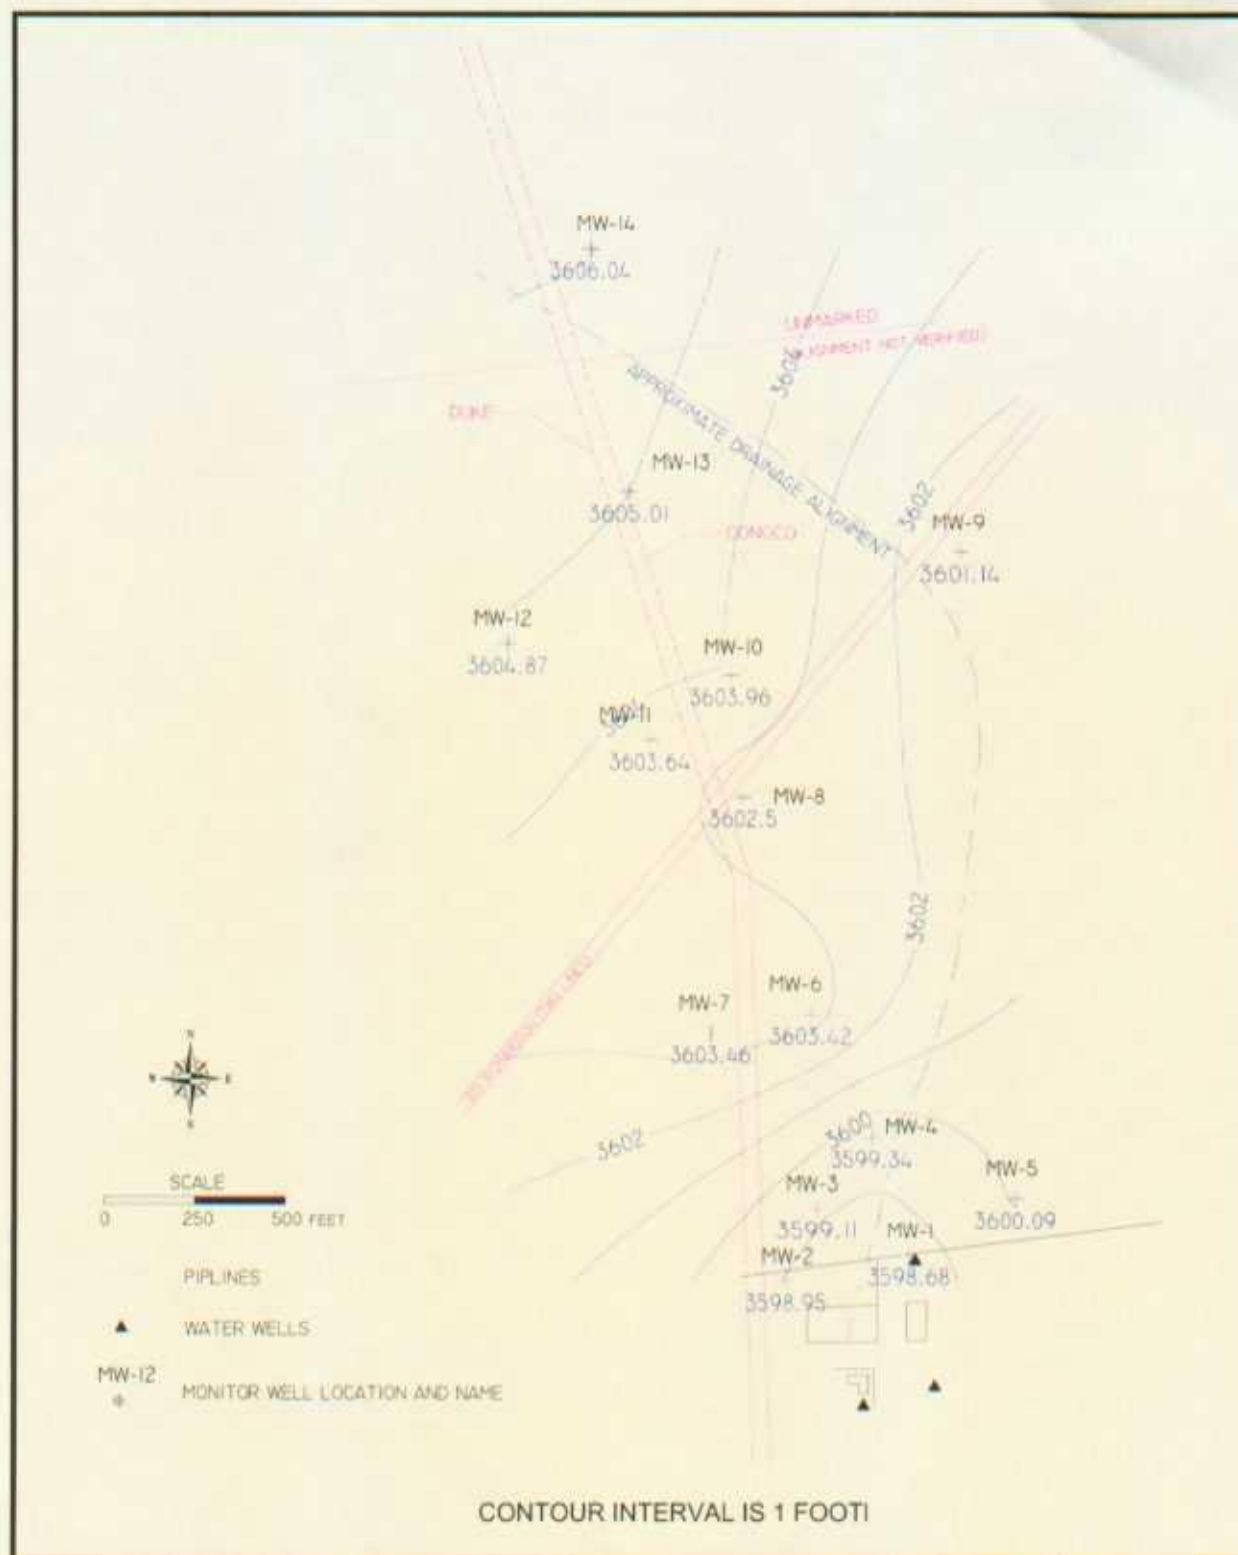 MW-14
3606.04
UNMARKED
ALIGNMENT NOT VERIFIED)
3604
APPROXIMATE DRAINAGE ALIGNMENT
DUKE
MW-13
3605.01
3602
CONOCO
MW-9
3601.14
MW-12
3604.87
MW-10
3603.96
MW-11
3603.64
MW-8
3602.5
3602
MW-6
3603.42
MW-7
3603.46
N
E
S
3602
3600
MW-4
3599.34
MW-5
3600.09
MW-3
3599.11
MW-1
3598.68
MW-2
3598.95
SCALE
0 250 500 FEET
PIPLINES
WATER WELLS
MW-12
MONITOR WELL LOCATION AND NAME
CONTOUR INTERVAL IS 1 FOOTI